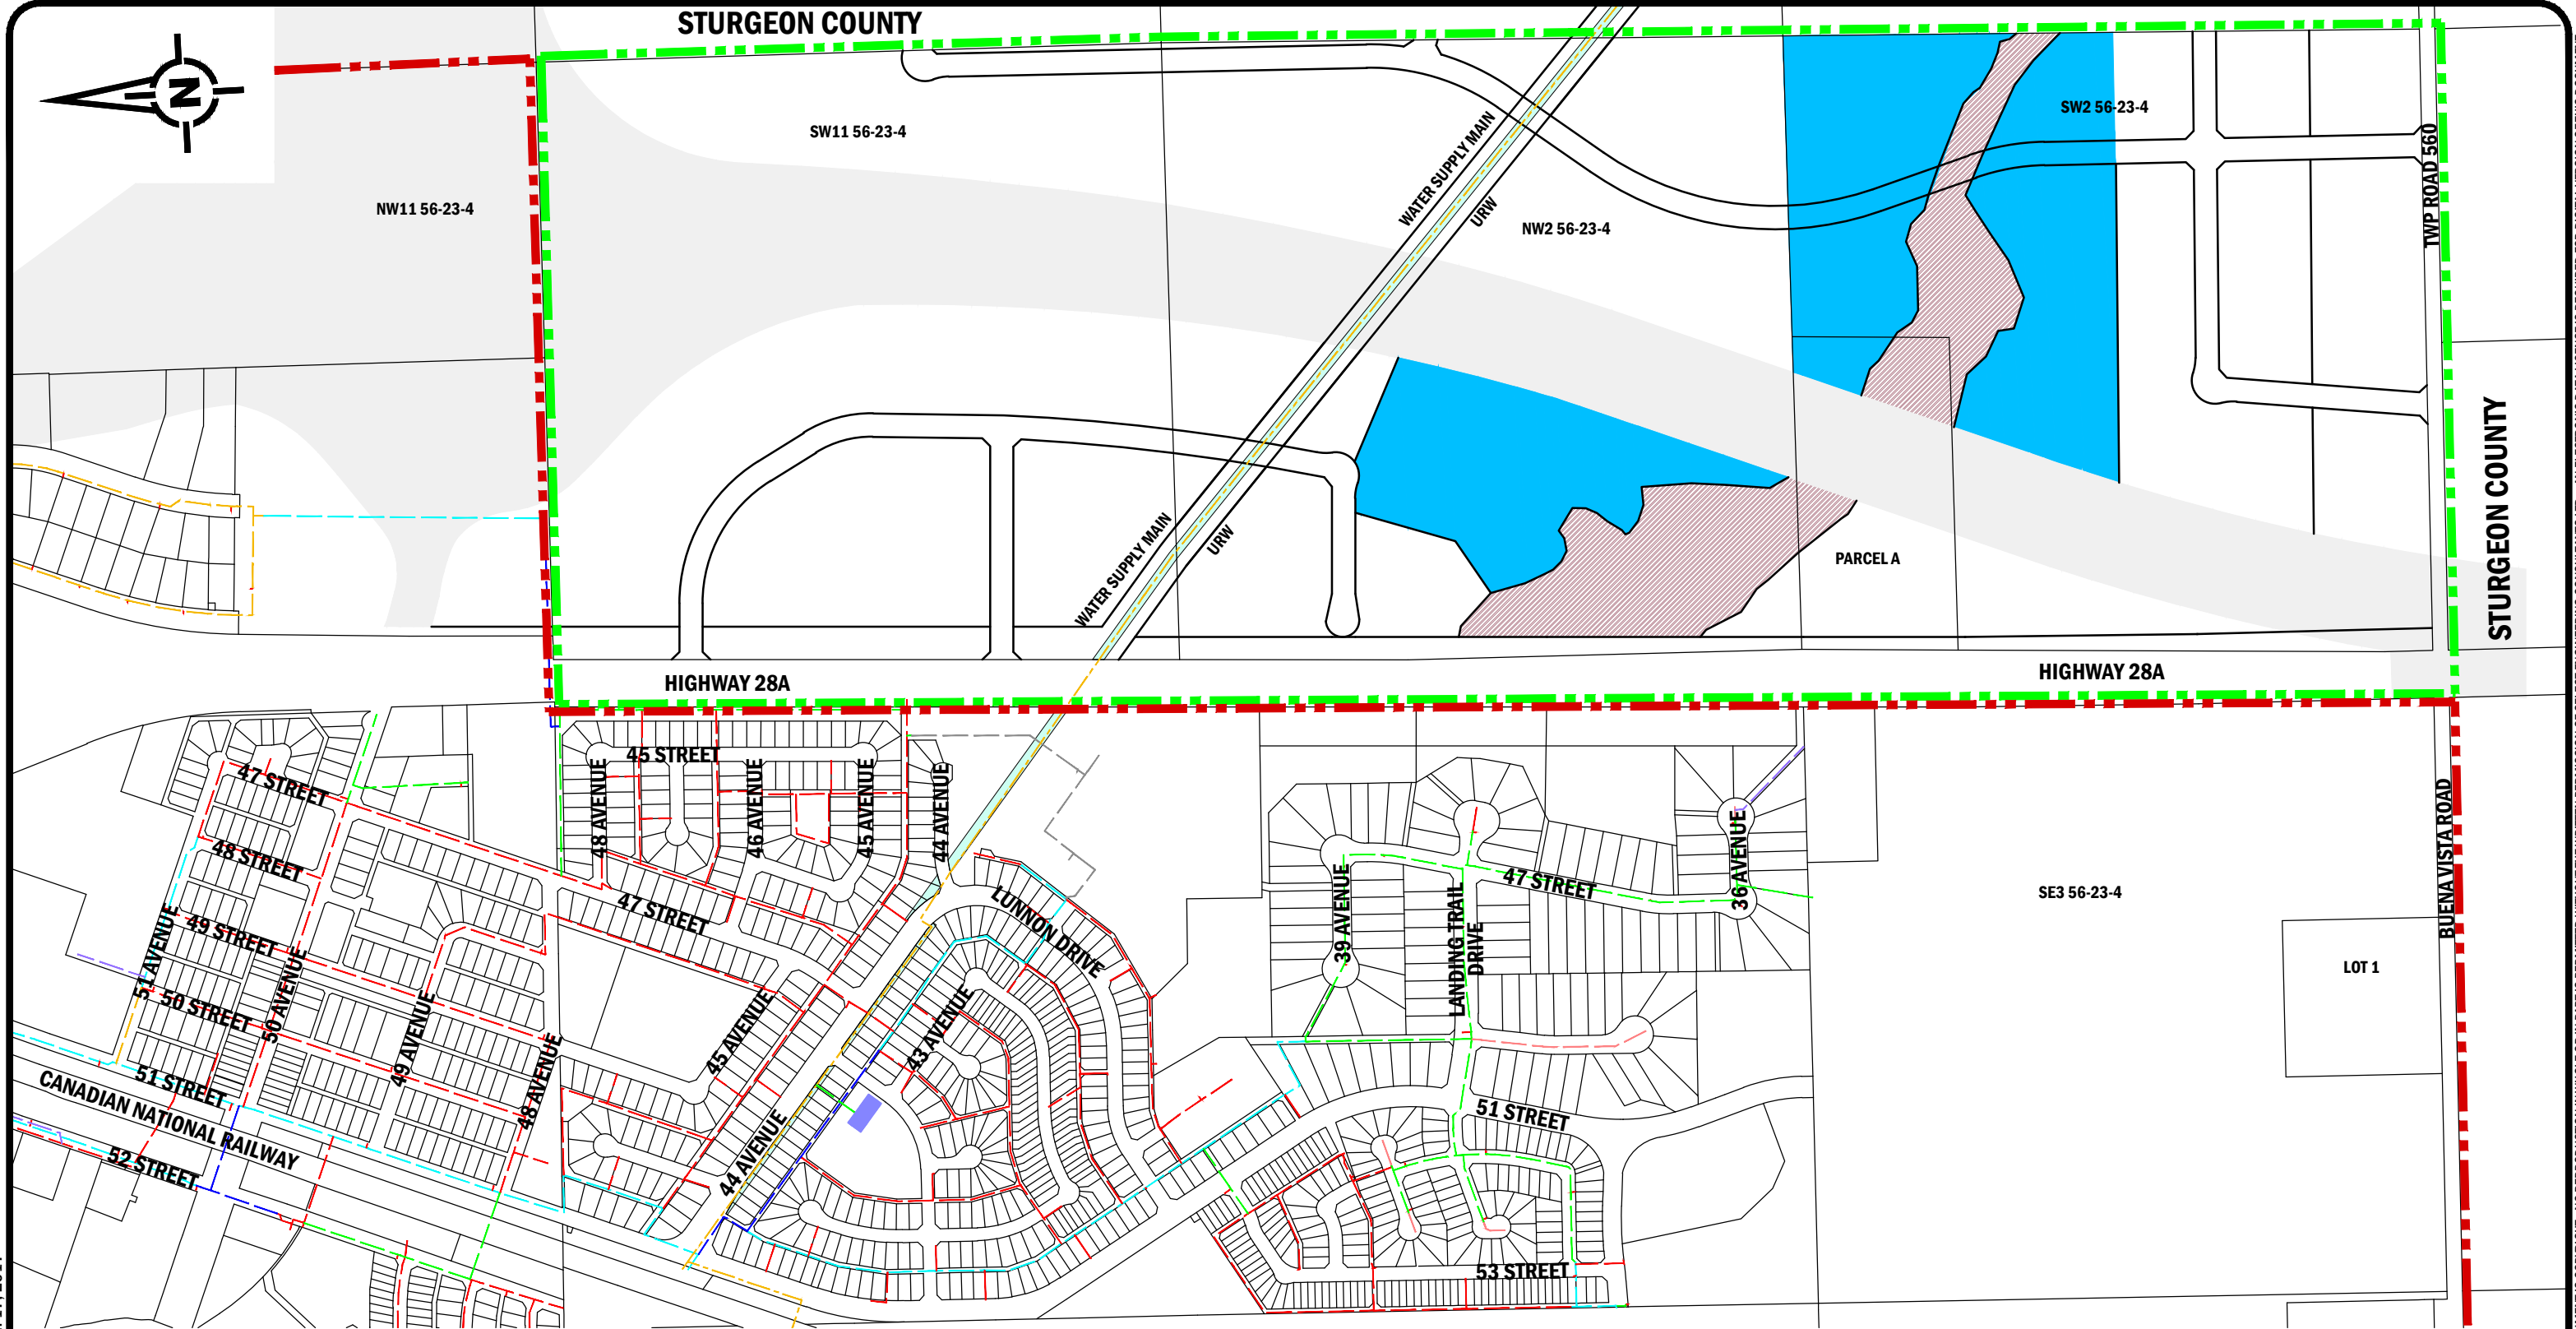 STURGEON COUNTY
N
SW11 56-23-4
NW11 56-23-4
WATER SUPPLY MAIN
URW
NW2 56-23-4
SW2 56-23-4
TWP ROAD 560
STURGEON COUNTY
WATER SUPPLY MAIN
URW
PARCEL A
HIGHWAY 28A
HIGHWAY 28A
45 STREET
47 STREET
48 AVENUE
46 AVENUE
45 AVENUE
44 AVENUE
48 STREET
47 STREET
49 STREET
51 AVENUE
50 STREET
50 AVENUE
49 AVENUE
48 AVENUE
51 STREET
CANADIAN NATIONAL RAILWAY
52 STREET
45 AVENUE
44 AVENUE
43 AVENUE
LUNNON DRIVE
39 AVENUE
LANDING TRAIL
DRIVE
47 STREET
36 AVENUE
51 STREET
53 STREET
SE3 56-23-4
BUENA VISTA ROAD
LOT 1